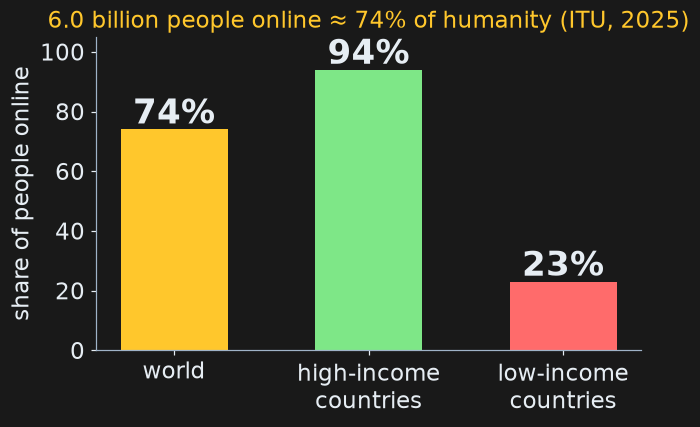 6.0 billion people online ≈ 74% of humanity (ITU, 2025)
share of people online
100
80
60
40
20
0
74%
94%
23%
world
high-income
countries
low-income
countries